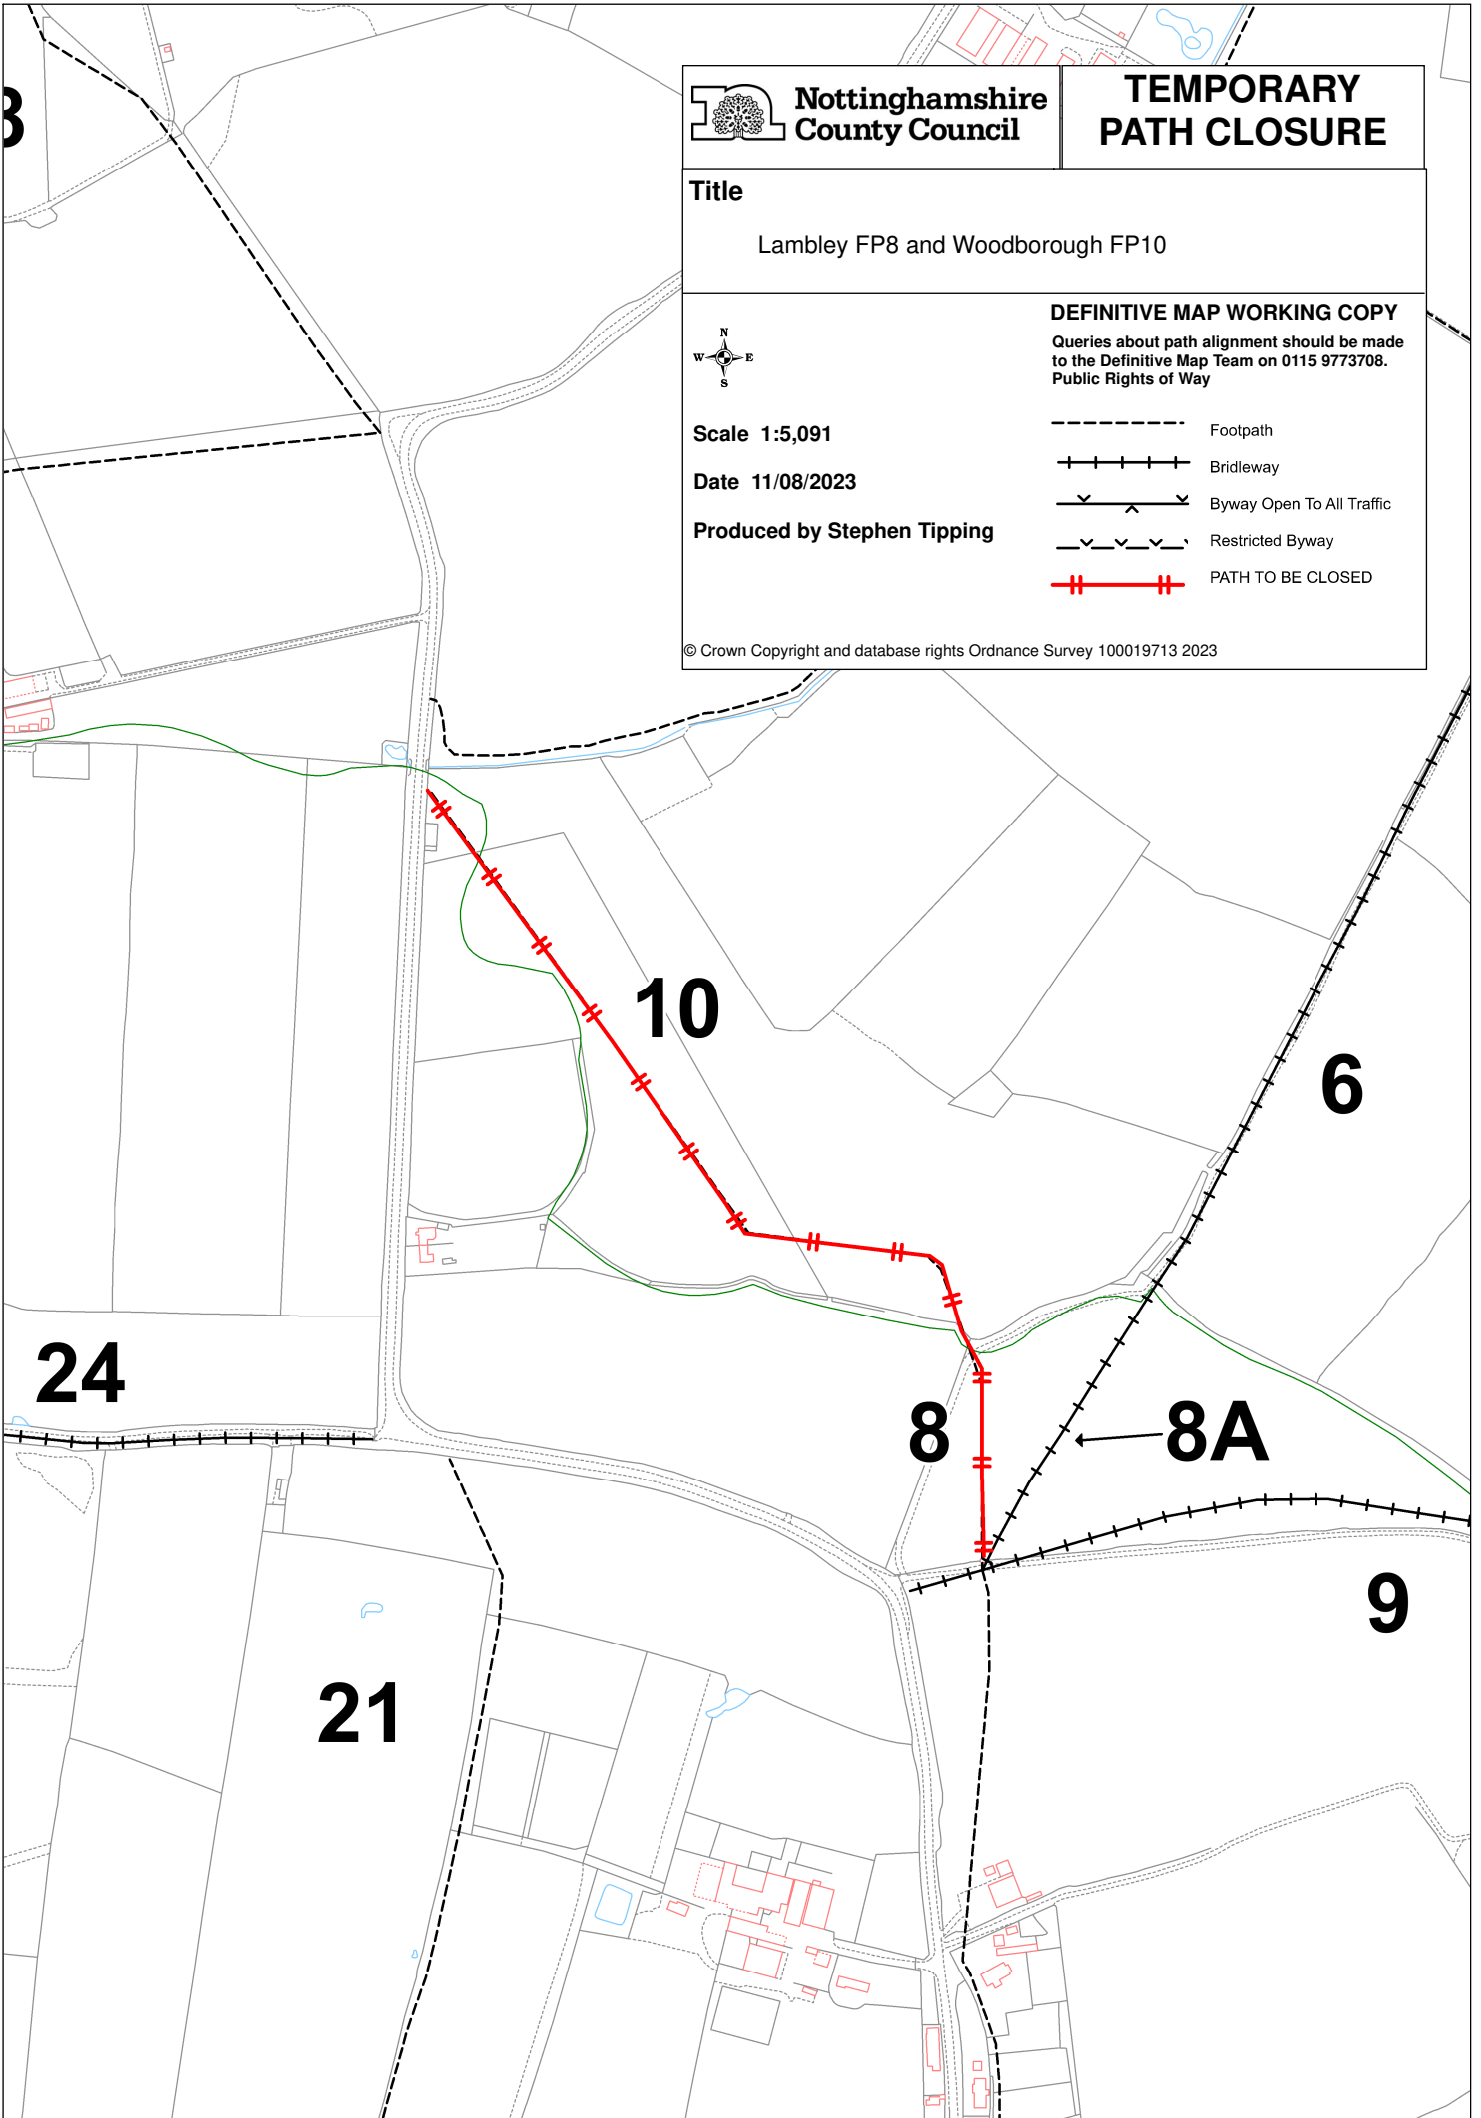 Nottinghamshire
County Council
TEMPORARY
PATH CLOSURE
Title
Lambley FP8 and Woodborough FP10
DEFINITIVE MAP WORKING COPY
Queries about path alignment should be made
to the Definitive Map Team on 0115 9773708.
Public Rights of Way
N
W E
S
Scale 1:5,091
Date 11/08/2023
Produced by Stephen Tipping
Footpath
Bridleway
Byway Open To All Traffic
Restricted Byway
PATH TO BE CLOSED
© Crown Copyright and database rights Ordnance Survey 100019713 2023
10
6
24
8
8A
9
21